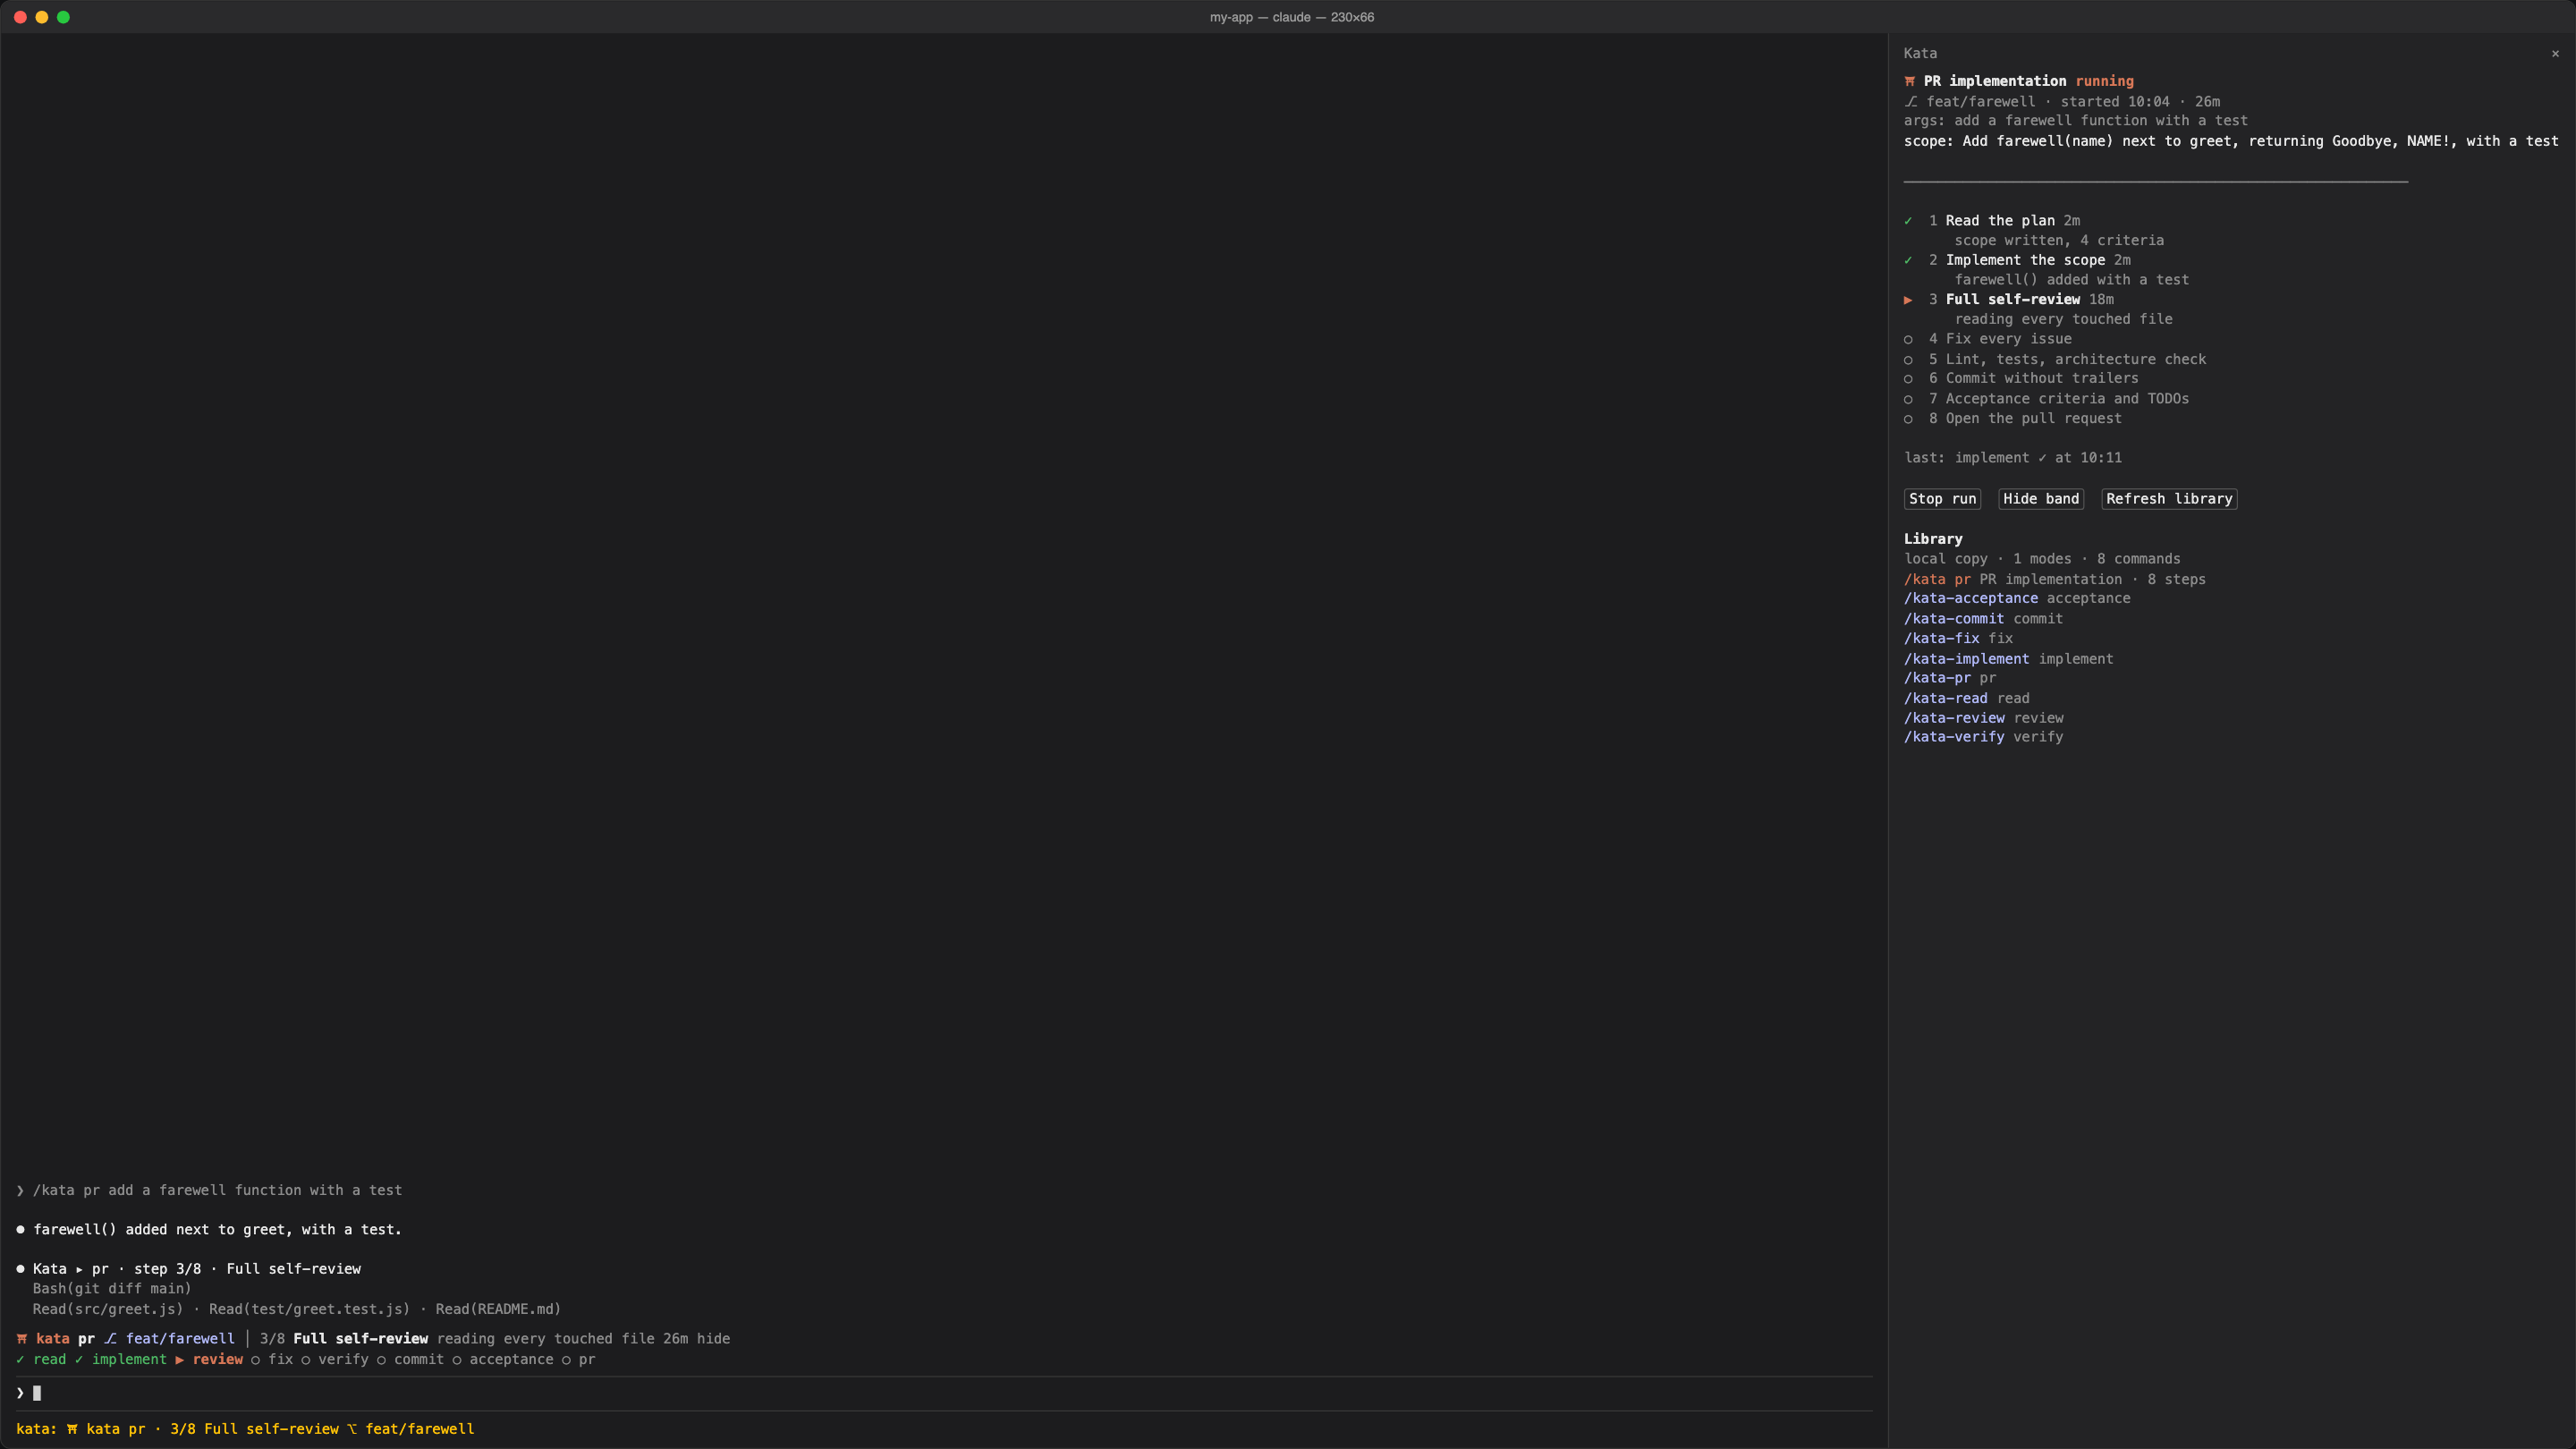 my-app — claude — 230×66
Kata ×
⛩ PR implementation running
⎇ feat/farewell · started 10:04 · 26m
args: add a farewell function with a test
scope: Add farewell(name) next to greet, returning Goodbye, NAME!, with a test
✓ 1 Read the plan 2m
scope written, 4 criteria
✓ 2 Implement the scope 2m
farewell() added with a test
▶ 3 Full self-review 18m
reading every touched file
○ 4 Fix every issue
○ 5 Lint, tests, architecture check
○ 6 Commit without trailers
○ 7 Acceptance criteria and TODOs
○ 8 Open the pull request
last: implement ✓ at 10:11
Stop run Hide band Refresh library
Library
local copy · 1 modes · 8 commands
/kata pr PR implementation · 8 steps
/kata-acceptance acceptance
/kata-commit commit
/kata-fix fix
/kata-implement implement
/kata-pr pr
/kata-read read
/kata-review review
/kata-verify verify
❯ /kata pr add a farewell function with a test
● farewell() added next to greet, with a test.
● Kata ▸ pr · step 3/8 · Full self-review
Bash(git diff main)
Read(src/greet.js) · Read(test/greet.test.js) · Read(README.md)
⛩ kata pr ⎇ feat/farewell │ 3/8 Full self-review reading every touched file 26m hide
✓ read ✓ implement ▶ review ○ fix ○ verify ○ commit ○ acceptance ○ pr
❯
kata: ⛩ kata pr · 3/8 Full self-review ⌥ feat/farewell